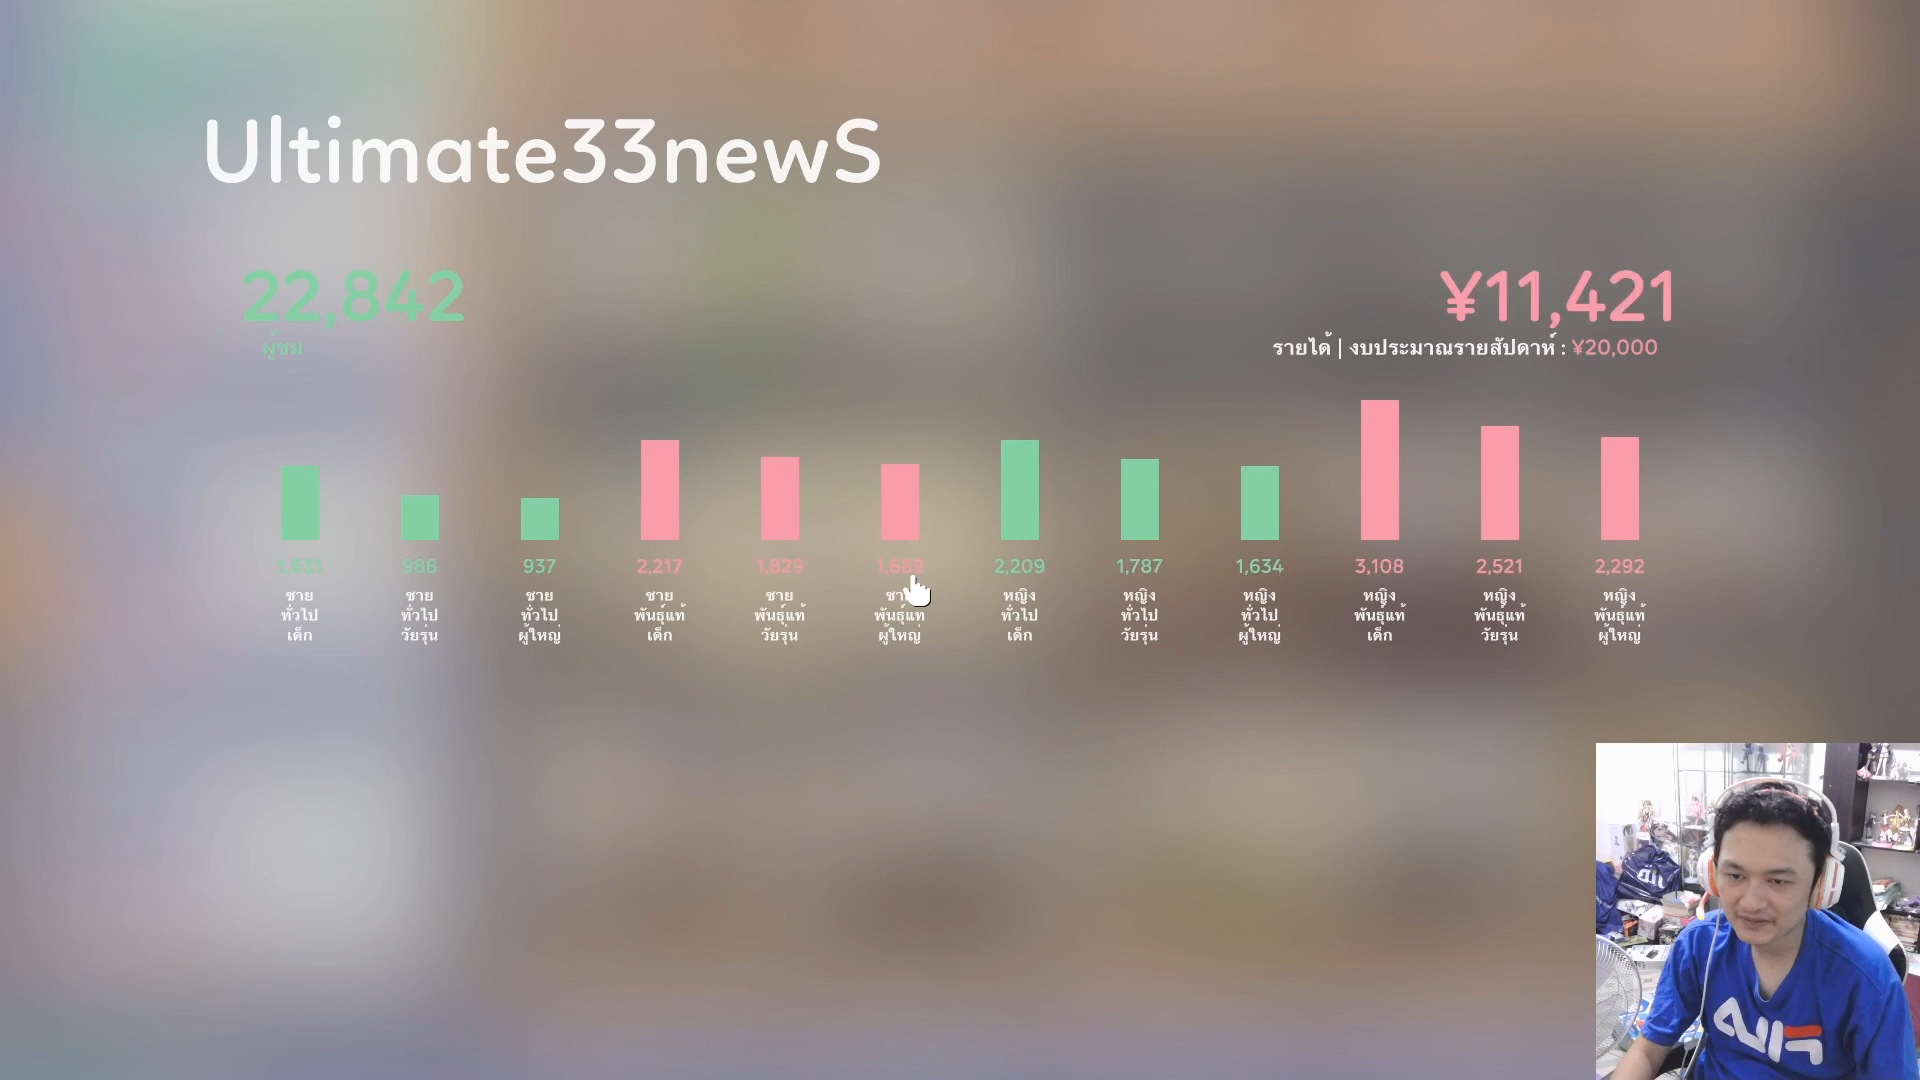 Ultimate33newS
22,842
ผู้ชม
¥11,421
รายได้ | งบประมาณรายสัปดาห์ : ¥20,000
1,631 988 937 2,217 1,829 1,689 2,209 1,787 1,634 3,108 2,521 2,292
ชาย ชาย ชาย ชาย ชาย ชาย หญิง หญิง หญิง หญิง หญิง หญิง
ทั่วไป ทั่วไป ทั่วไป พันธุ์แท้ พันธุ์แท้ พันธุ์แท้ ทั่วไป ทั่วไป ทั่วไป พันธุ์แท้ พันธุ์แท้ พันธุ์แท้
เด็ก วัยรุ่น ผู้ใหญ่ เด็ก วัยรุ่น ผู้ใหญ่ เด็ก วัยรุ่น ผู้ใหญ่ เด็ก วัยรุ่น ผู้ใหญ่